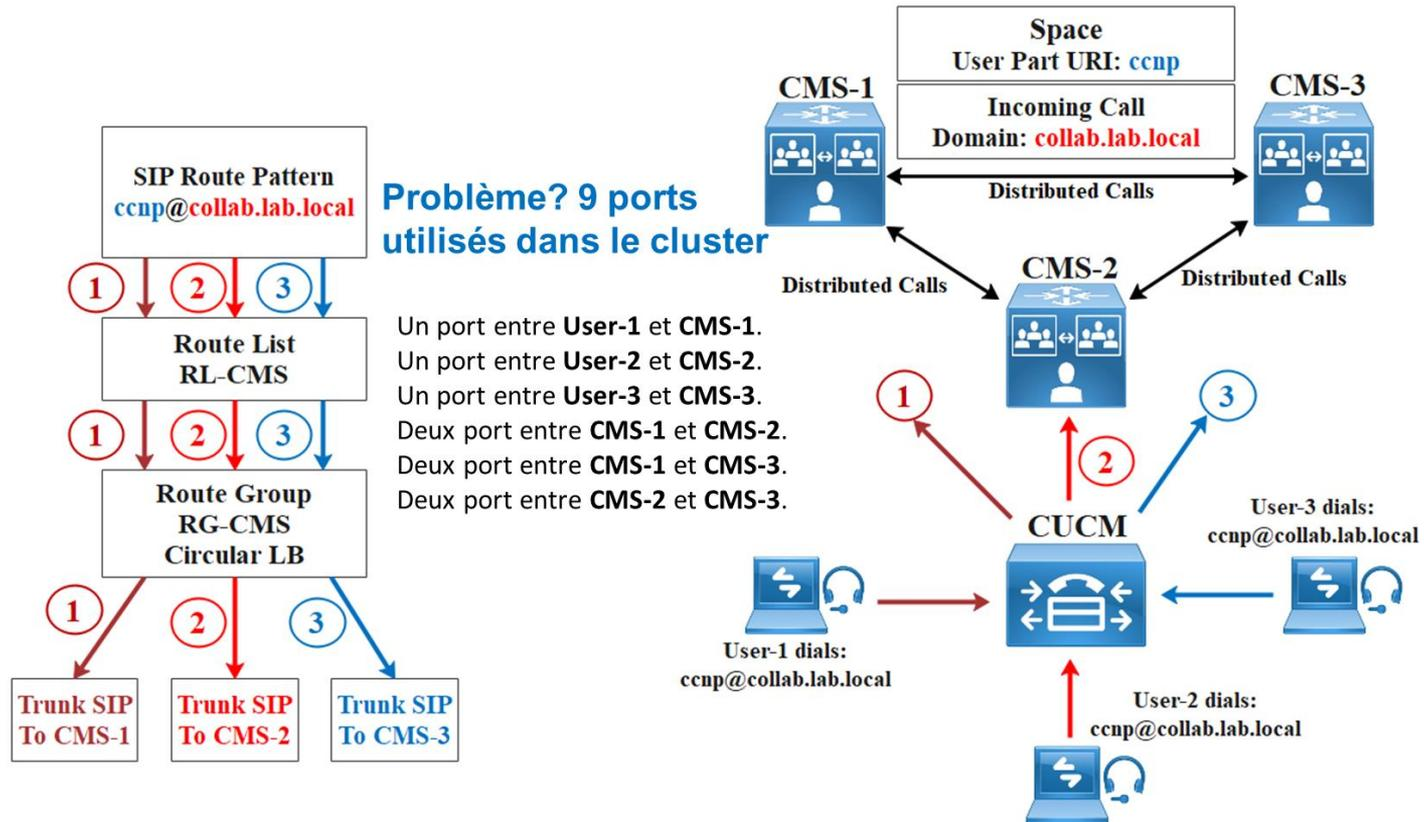 SIP Route Pattern
ccnp@collab.lab.local
1
2
3
Route List
RL-CMS
1
2
3
Route Group
RG-CMS
Circular LB
1
2
3
Trunk SIP
To CMS-1
Trunk SIP
To CMS-2
Trunk SIP
To CMS-3
Problème? 9 ports
utilisés dans le cluster
Un port entre User-1 et CMS-1.
Un port entre User-2 et CMS-2.
Un port entre User-3 et CMS-3.
Deux port entre CMS-1 et CMS-2.
Deux port entre CMS-1 et CMS-3.
Deux port entre CMS-2 et CMS-3.
Space
User Part URI: ccnp
Incoming Call
Domain: collab.lab.local
CMS-1
CMS-3
Distributed Calls
CMS-2
Distributed Calls
Distributed Calls
1
2
3
CUCM
User-1 dials:
ccnp@collab.lab.local
User-3 dials:
ccnp@collab.lab.local
User-2 dials:
ccnp@collab.lab.local